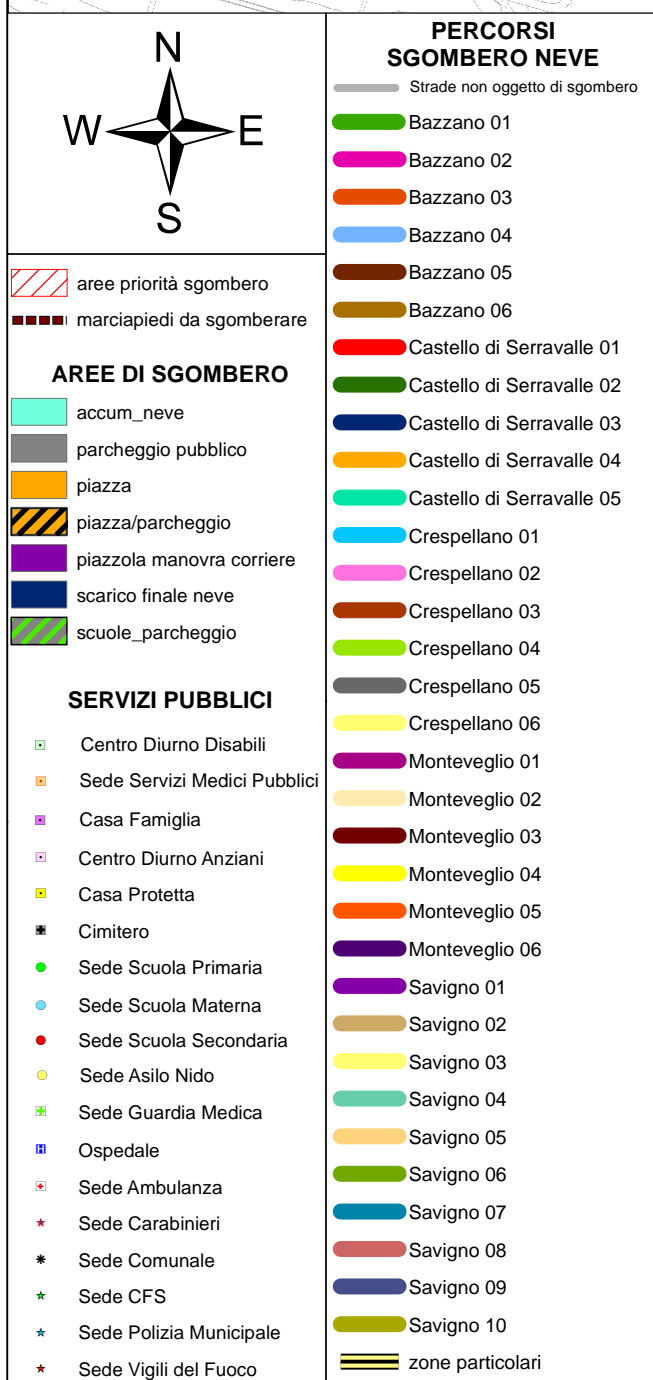 N
W E
S
aree priorità sgombero
marciapiedi da sgomberare
AREE DI SGOMBERO
accum_neve
parcheggio pubblico
piazza
piazza/parcheggio
piazzola manovra corriere
scarico finale neve
scuole_parcheggio
SERVIZI PUBBLICI
Centro Diurno Disabili
Sede Servizi Medici Pubblici
Casa Famiglia
Centro Diurno Anziani
Casa Protetta
Cimitero
Sede Scuola Primaria
Sede Scuola Materna
Sede Scuola Secondaria
Sede Asilo Nido
Sede Guardia Medica
H Ospedale
Sede Ambulanza
Sede Carabinieri
Sede Comunale
Sede CFS
Sede Polizia Municipale
Sede Vigili del Fuoco
PERCORSI
SGOMBERO NEVE
Strade non oggetto di sgombero
Bazzano 01
Bazzano 02
Bazzano 03
Bazzano 04
Bazzano 05
Bazzano 06
Castello di Serravalle 01
Castello di Serravalle 02
Castello di Serravalle 03
Castello di Serravalle 04
Castello di Serravalle 05
Crespellano 01
Crespellano 02
Crespellano 03
Crespellano 04
Crespellano 05
Crespellano 06
Monteveglio 01
Monteveglio 02
Monteveglio 03
Monteveglio 04
Monteveglio 05
Monteveglio 06
Savigno 01
Savigno 02
Savigno 03
Savigno 04
Savigno 05
Savigno 06
Savigno 07
Savigno 08
Savigno 09
Savigno 10
zone particolari